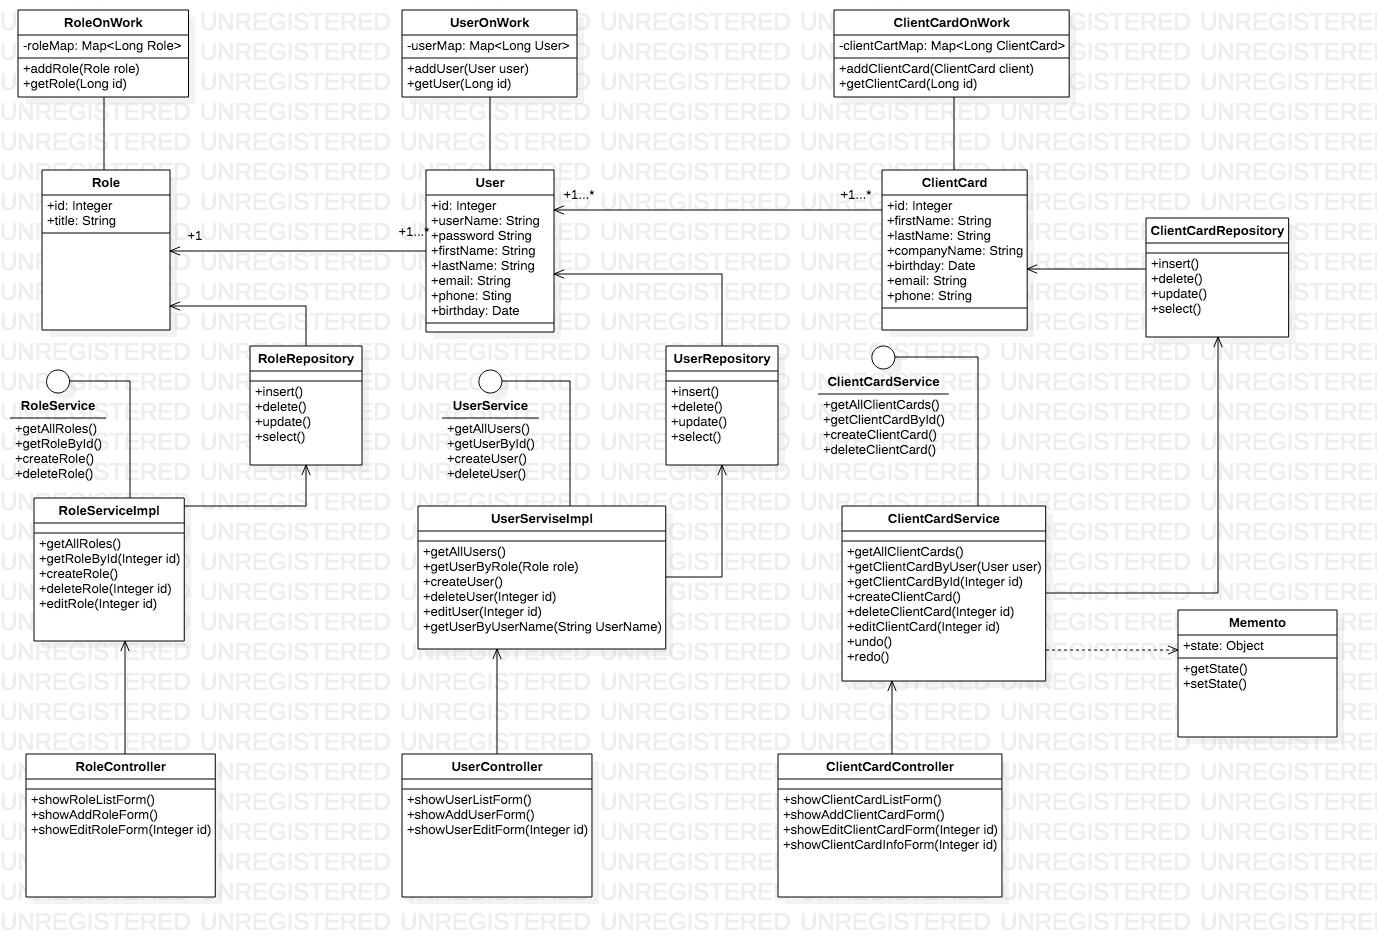 RoleOnWork
-roleMap: Map<Long Role>
+addRole(Role role)
+getRole(Long id)
UserOnWork
-userMap: Map<Long User>
+addUser(User user)
+getUser(Long id)
ClientCardOnWork
-clientCartMap: Map<Long ClientCard>
+addClientCard(ClientCard client)
+getClientCard(Long id)
Role
+id: Integer
+title: String
+1
+1...*
User
+id: Integer
+userName: String
+password String
+firstName: String
+lastName: String
+email: String
+phone: Sting
+birthday: Date
+1...*
+1...*
ClientCard
+id: Integer
+firstName: String
+lastName: String
+companyName: String
+birthday: Date
+email: String
+phone: String
ClientCardRepository
+insert()
+delete()
+update()
+select()
RoleService
+getAllRoles()
+getRoleById()
+createRole()
+deleteRole()
RoleRepository
+insert()
+delete()
+update()
+select()
UserService
+getAllUsers()
+getUserById()
+createUser()
+deleteUser()
UserRepository
+insert()
+delete()
+update()
+select()
ClientCardService
+getAllClientCards()
+getClientCardById()
+createClientCard()
+deleteClientCard()
RoleServiceImpl
+getAllRoles()
+getRoleById(Integer id)
+createRole()
+deleteRole(Integer id)
+editRole(Integer id)
UserServiseImpl
+getAllUsers()
+getUserByRole(Role role)
+createUser()
+deleteUser(Integer id)
+editUser(Integer id)
+getUserByUserName(String UserName)
ClientCardService
+getAllClientCards()
+getClientCardByUser(User user)
+getClientCardById(Integer id)
+createClientCard()
+deleteClientCard(Integer id)
+editClientCard(Integer id)
+undo()
+redo()
Memento
+state: Object
+getState()
+setState()
RoleController
+showRoleListForm()
+showAddRoleForm()
+showEditRoleForm(Integer id)
UserController
+showUserListForm()
+showAddUserForm()
+showUserEditForm(Integer id)
ClientCardController
+showClientCardListForm()
+showAddClientCardForm()
+showEditClientCardForm(Integer id)
+showClientCardInfoForm(Integer id)
UNREGISTERED